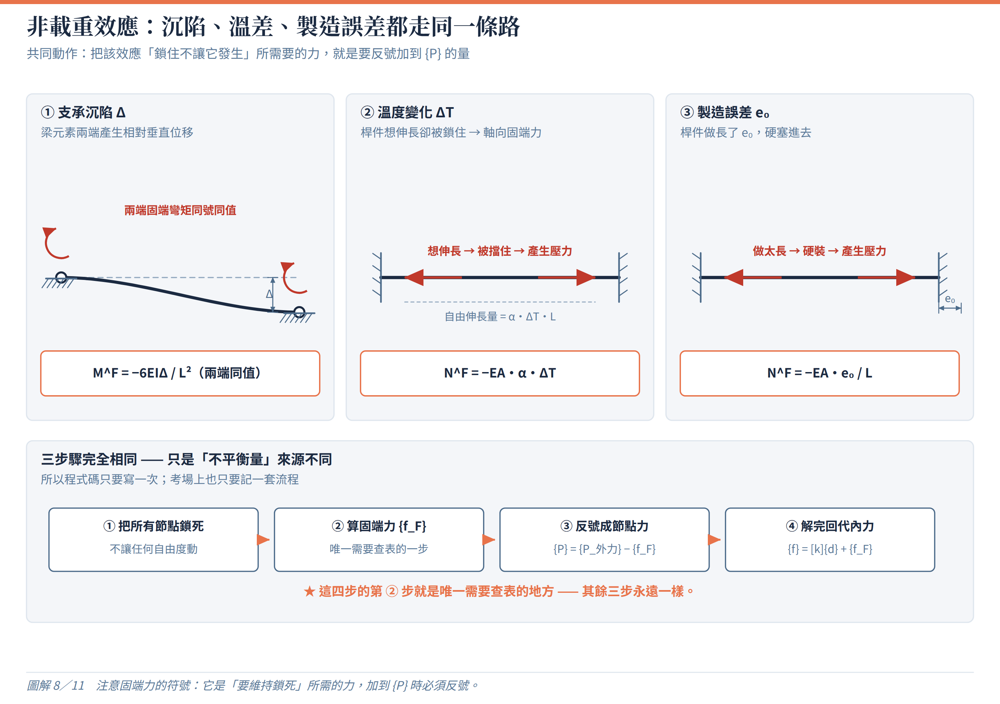 非載重效應：沉陷、溫差、製造誤差都走同一條路
共同動作：把該效應「鎖住不讓它發生」所需要的力，就是要反號加到 {P} 的量
① 支承沉陷 Δ
梁元素兩端產生相對垂直位移
兩端固端彎矩同號同值
Δ
M^F = −6EIΔ / L²（兩端同值）
② 溫度變化 ΔT
桿件想伸長卻被鎖住 → 軸向固端力
想伸長 → 被擋住 → 產生壓力
自由伸長量 = α・ΔT・L
N^F = −EA・α・ΔT
③ 製造誤差 e₀
桿件做長了 e₀，硬塞進去
做太長 → 硬裝 → 產生壓力
e₀
N^F = −EA・e₀ / L
三步驟完全相同 —— 只是「不平衡量」來源不同
所以程式碼只要寫一次；考場上也只要記一套流程
① 把所有節點鎖死
不讓任何自由度動
② 算固端力 {f_F}
唯一需要查表的一步
③ 反號成節點力
{P} = {P_外力} − {f_F}
④ 解完回代內力
{f} = [k]{d} + {f_F}
★ 這四步的第 ② 步就是唯一需要查表的地方 —— 其餘三步永遠一樣。
圖解 8／11　注意固端力的符號：它是「要維持鎖死」所需的力，加到 {P} 時必須反號。